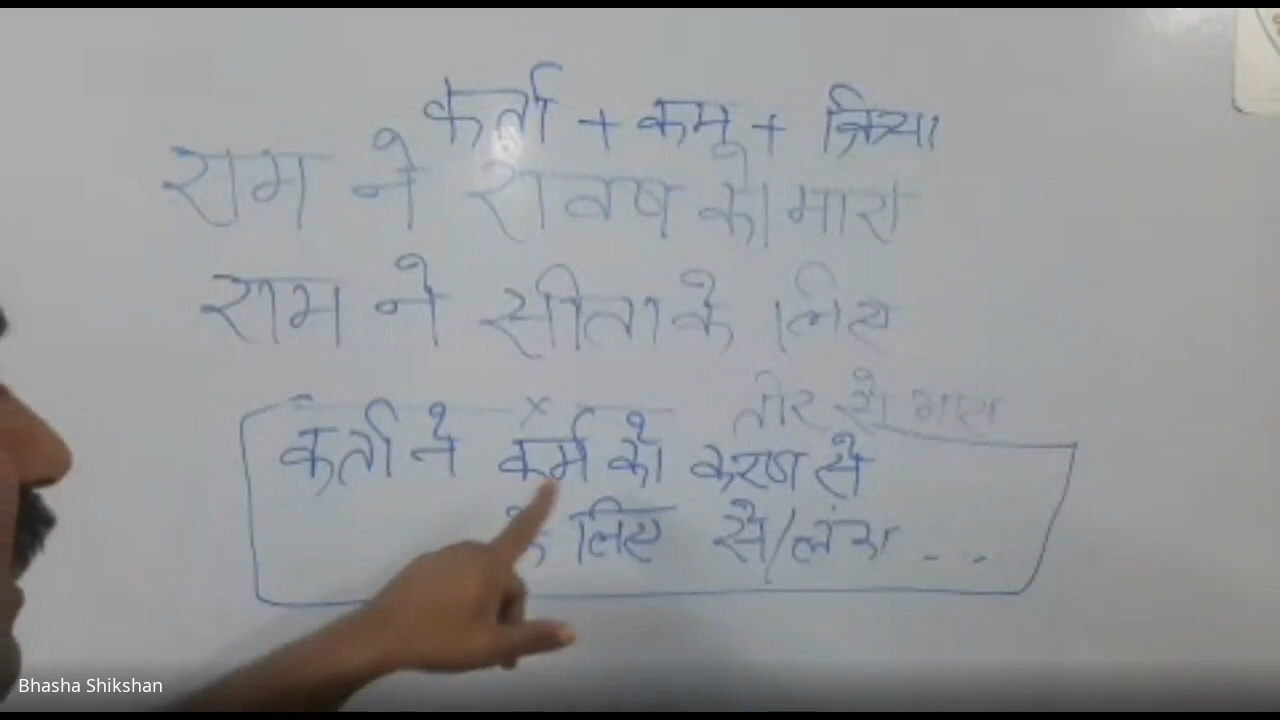 कर्ता + कर्म + क्रिया
राम ने रावण को मारा
राम ने सीता के लिए
तीर से मारा
कर्ता ने कर्म को करण से
के लिए से/
Bhasha Shikshan